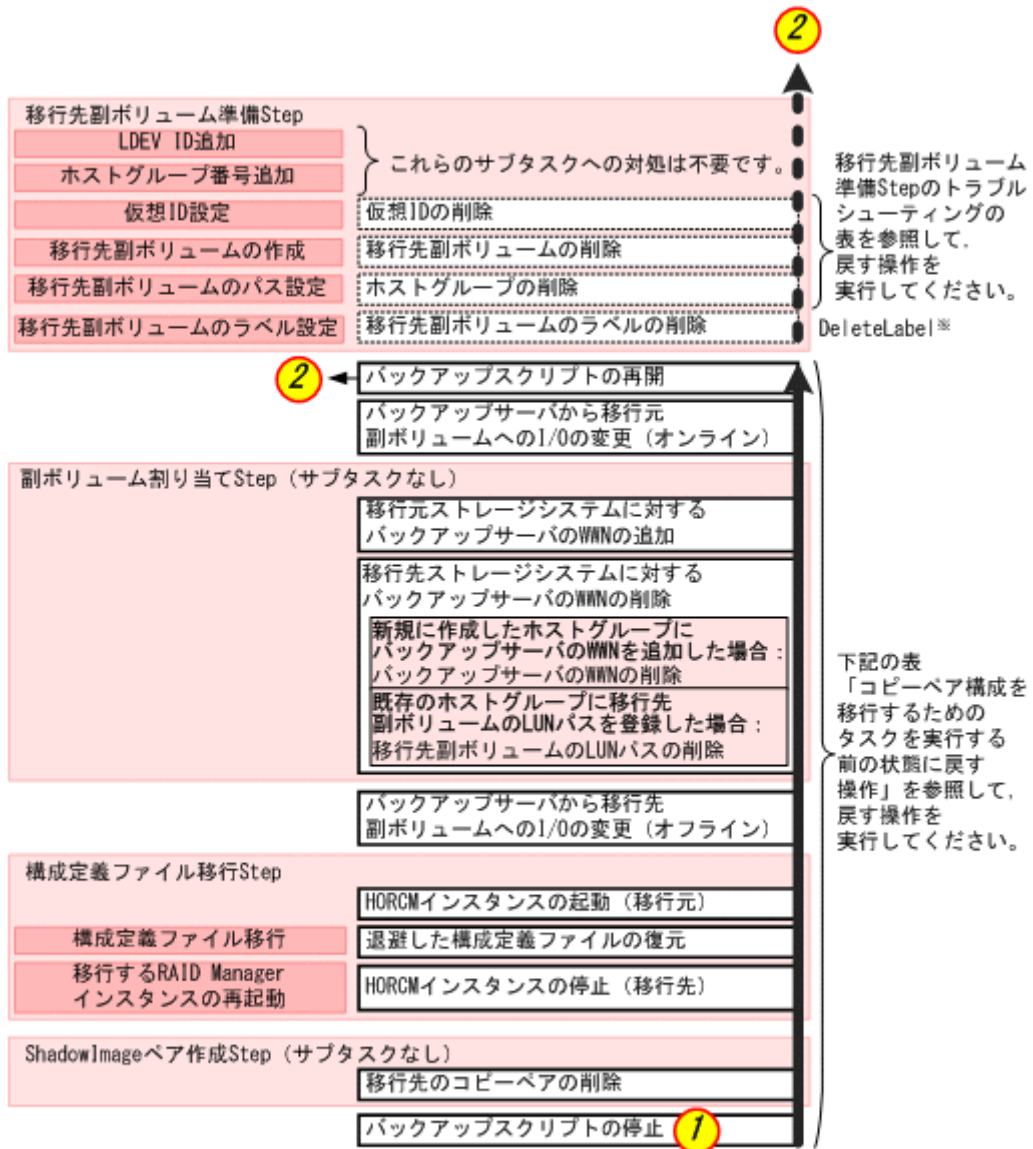 2
移行先副ボリューム準備Step
LDEV ID追加
ホストグループ番号追加
これらのサブタスクへの対処は不要です。
仮想ID設定
仮想IDの削除
移行先副ボリュームの作成
移行先副ボリュームの削除
移行先副ボリュームのパス設定
ホストグループの削除
移行先副ボリュームのラベル設定
移行先副ボリュームのラベルの削除
移行先副ボリューム
準備Stepのトラブル
シューティングの
表を参照して,
戻す操作を
実行してください。
DeleteLabel※
2
バックアップスクリプトの再開
バックアップサーバから移行元
副ボリュームへのI/Oの変更（オンライン）
副ボリューム割り当てStep（サブタスクなし）
移行元ストレージシステムに対する
バックアップサーバのWWNの追加
移行先ストレージシステムに対する
バックアップサーバのWWNの削除
新規に作成したホストグループに
バックアップサーバのWWNを追加した場合：
バックアップサーバのWWNの削除
既存のホストグループに移行先
副ボリュームのLUNパスを登録した場合：
移行先副ボリュームのLUNパスの削除
バックアップサーバから移行先
副ボリュームへのI/Oの変更（オフライン）
下記の表
「コピーペア構成を
移行するための
タスクを実行する
前の状態に戻す
操作」を参照して,
戻す操作を
実行してください。
構成定義ファイル移行Step
HORCMインスタンスの起動（移行元）
構成定義ファイル移行
退避した構成定義ファイルの復元
移行するRAID Manager
インスタンスの再起動
HORCMインスタンスの停止（移行先）
ShadowImageペア作成Step（サブタスクなし）
移行先のコピーペアの削除
バックアップスクリプトの停止
1